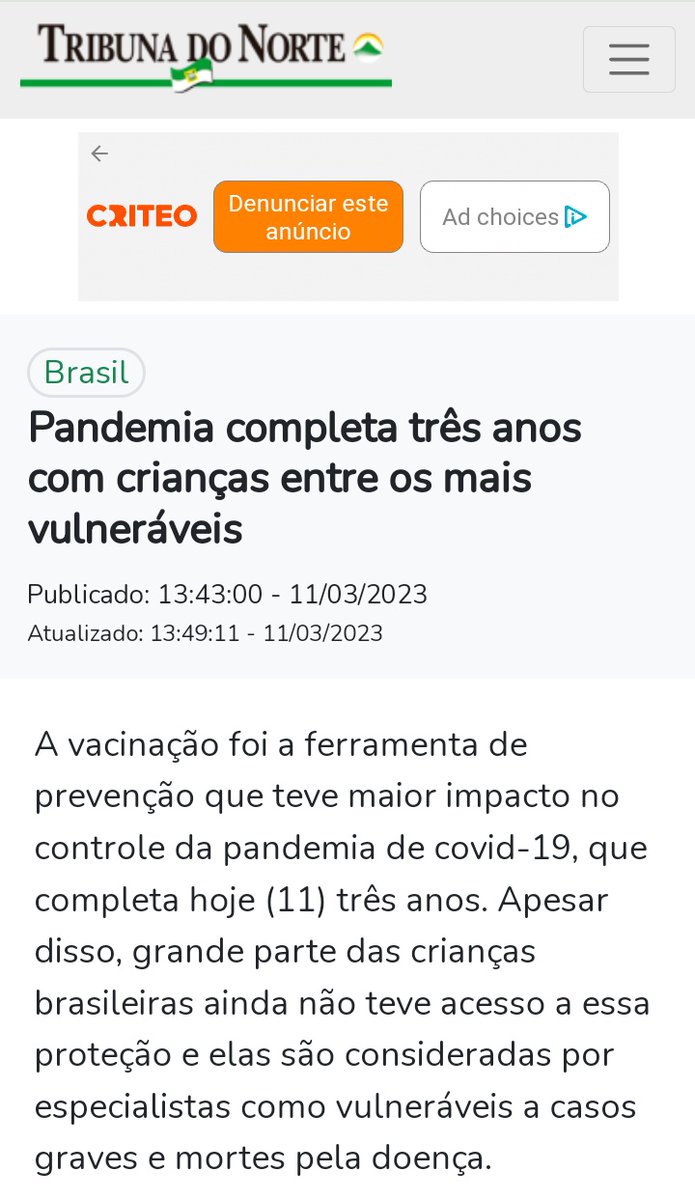 TRIBUNA DO NORTE
CRITEO
Denunciar este
anúncio
Ad choices
Brasil
Pandemia completa três anos
com crianças entre os mais
vulneráveis
Publicado: 13:43:00 - 11/03/2023
Atualizado: 13:49:11 - 11/03/2023
A vacinação foi a ferramenta de
prevenção que teve maior impacto no
controle da pandemia de covid-19, que
completa hoje (11) três anos. Apesar
disso, grande parte das crianças
brasileiras ainda não teve acesso a essa
proteção e elas são consideradas por
especialistas como vulneráveis a casos
graves e mortes pela doença.